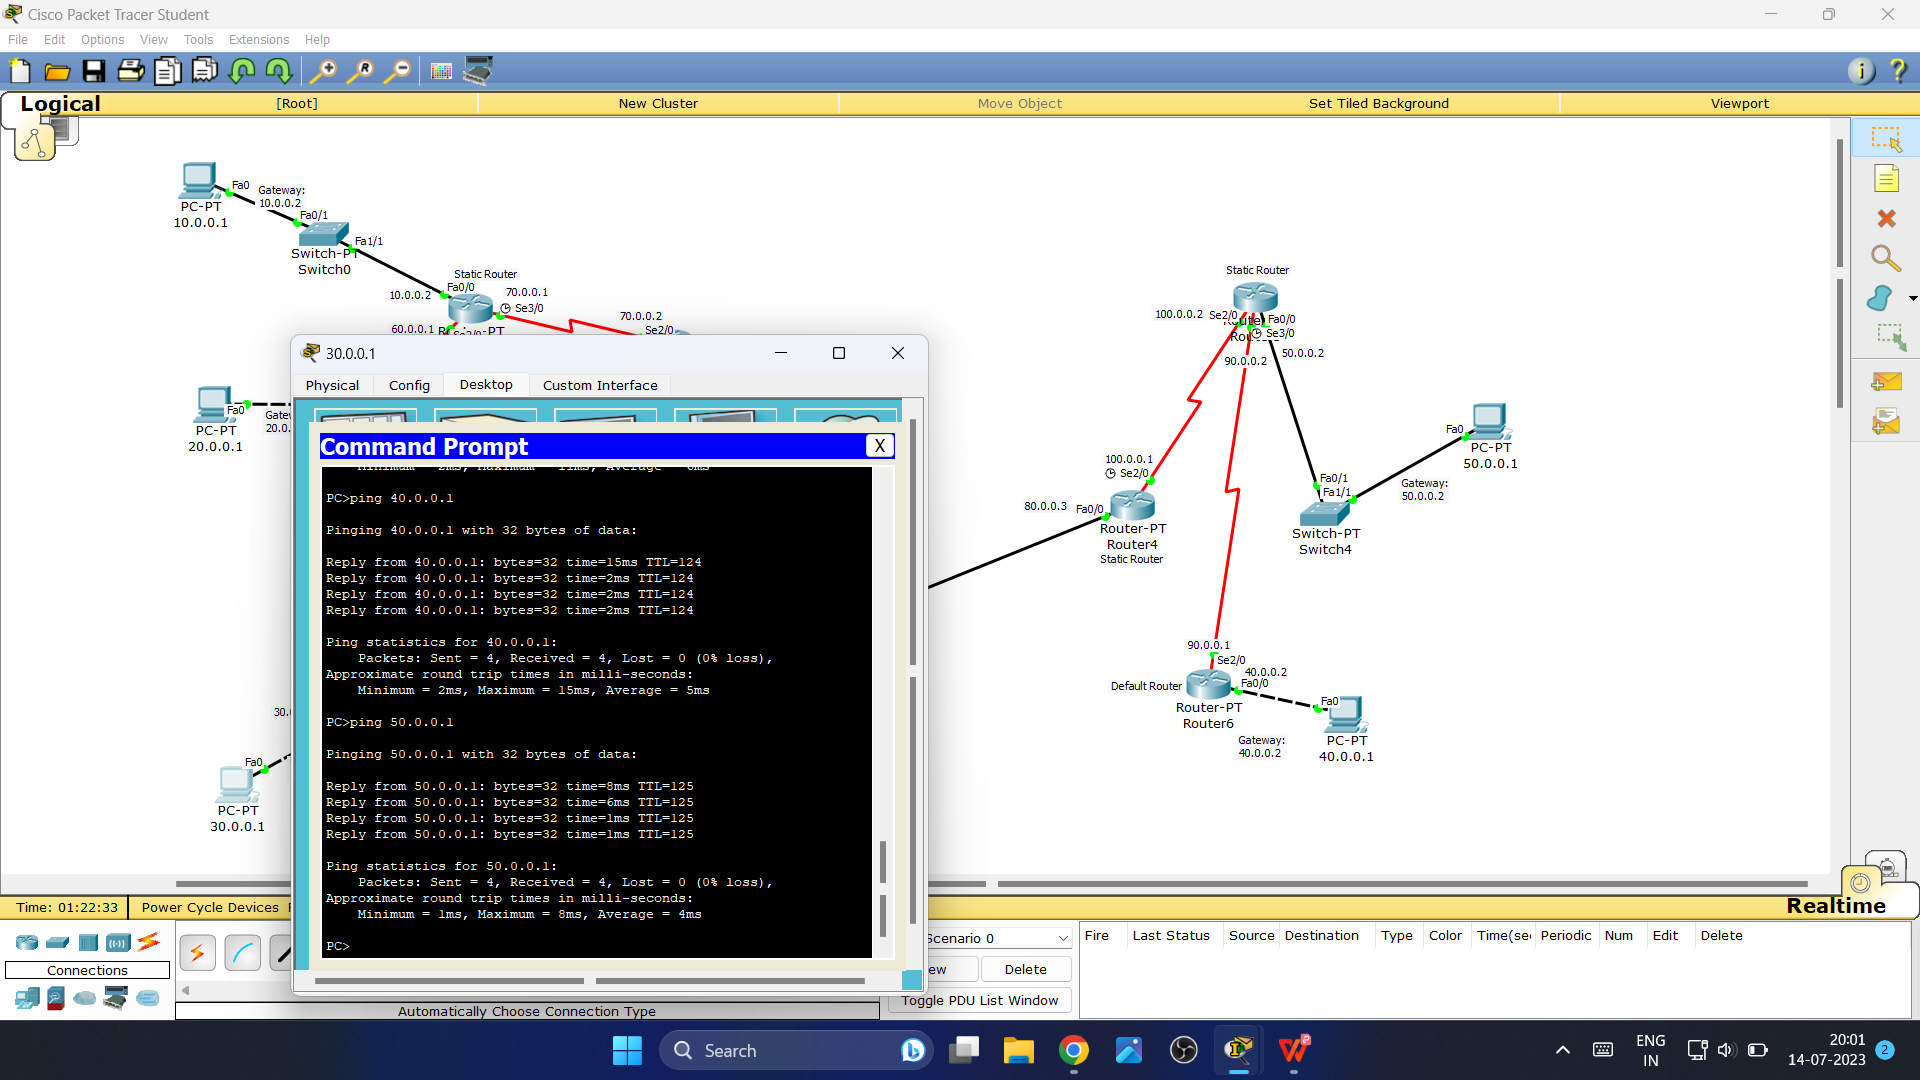 Cisco Packet Tracer Student
File Edit Options View Tools Extensions Help
Logical [Root] New Cluster Move Object Set Tiled Background Viewport
Fa0
Gateway:
10.0.0.2
PC-PT
10.0.0.1
Fa0/1
Switch-PT
Switch0
Fa1/1
Static Router
Fa0/0
10.0.0.2
70.0.0.1
Se3/0
60.0.0.1
70.0.0.2
Se2/0
Fa0
PC-PT
20.0.0.1
Fa0
PC-PT
30.0.0.1
30.0.0.1
Physical Config Desktop Custom Interface
Command Prompt X
Minimum = 2ms, Maximum = 11ms, Average = 6ms
PC>ping 40.0.0.1
Pinging 40.0.0.1 with 32 bytes of data:
Reply from 40.0.0.1: bytes=32 time=15ms TTL=124
Reply from 40.0.0.1: bytes=32 time=2ms TTL=124
Reply from 40.0.0.1: bytes=32 time=2ms TTL=124
Reply from 40.0.0.1: bytes=32 time=2ms TTL=124
Ping statistics for 40.0.0.1:
Packets: Sent = 4, Received = 4, Lost = 0 (0% loss),
Approximate round trip times in milli-seconds:
Minimum = 2ms, Maximum = 15ms, Average = 5ms
PC>ping 50.0.0.1
Pinging 50.0.0.1 with 32 bytes of data:
Reply from 50.0.0.1: bytes=32 time=8ms TTL=125
Reply from 50.0.0.1: bytes=32 time=6ms TTL=125
Reply from 50.0.0.1: bytes=32 time=1ms TTL=125
Reply from 50.0.0.1: bytes=32 time=1ms TTL=125
Ping statistics for 50.0.0.1:
Packets: Sent = 4, Received = 4, Lost = 0 (0% loss),
Approximate round trip times in milli-seconds:
Minimum = 1ms, Maximum = 8ms, Average = 4ms
PC>
Static Router
100.0.0.2 Se2/0
Fa0/0
Se3/0
50.0.0.2
90.0.0.2
Fa0
PC-PT
50.0.0.1
Gateway:
50.0.0.2
Fa0/1
Fa1/1
Switch-PT
Switch4
100.0.0.1
Se2/0
80.0.0.3 Fa0/0
Router-PT
Router4
Static Router
90.0.0.1
Se2/0
40.0.0.2
Fa0/0
Default Router
Router-PT
Router6
Gateway:
40.0.0.2
Fa0
PC-PT
40.0.0.1
Time: 01:22:33 Power Cycle Devices
Realtime
Connections
Automatically Choose Connection Type
Scenario 0
Delete
Toggle PDU List Window
Fire Last Status Source Destination Type Color Time(sec Periodic Num Edit Delete
Search
ENG
IN
20:01
14-07-2023
2